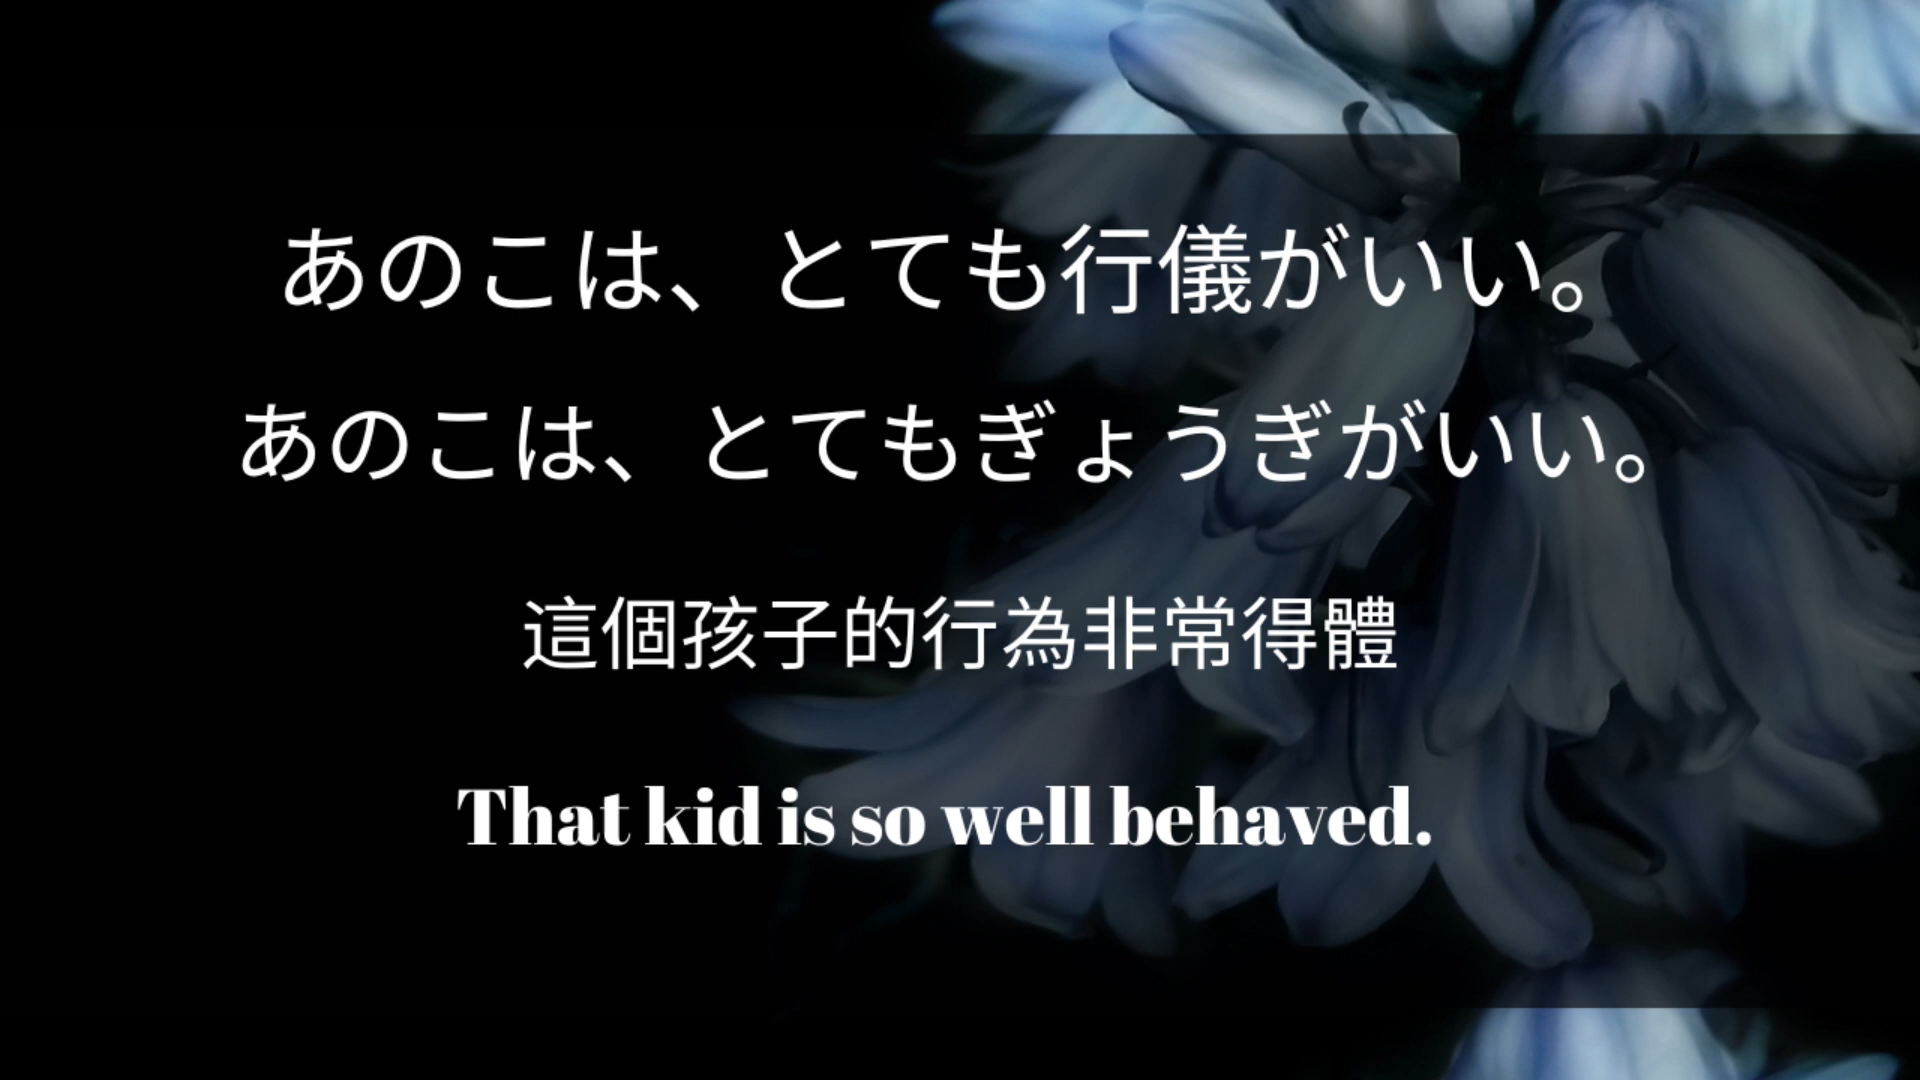 あのこは、とても行儀がいい。
あのこは、とてもぎょうぎがいい。
這個孩子的行為非常得體
That kid is so well behaved.